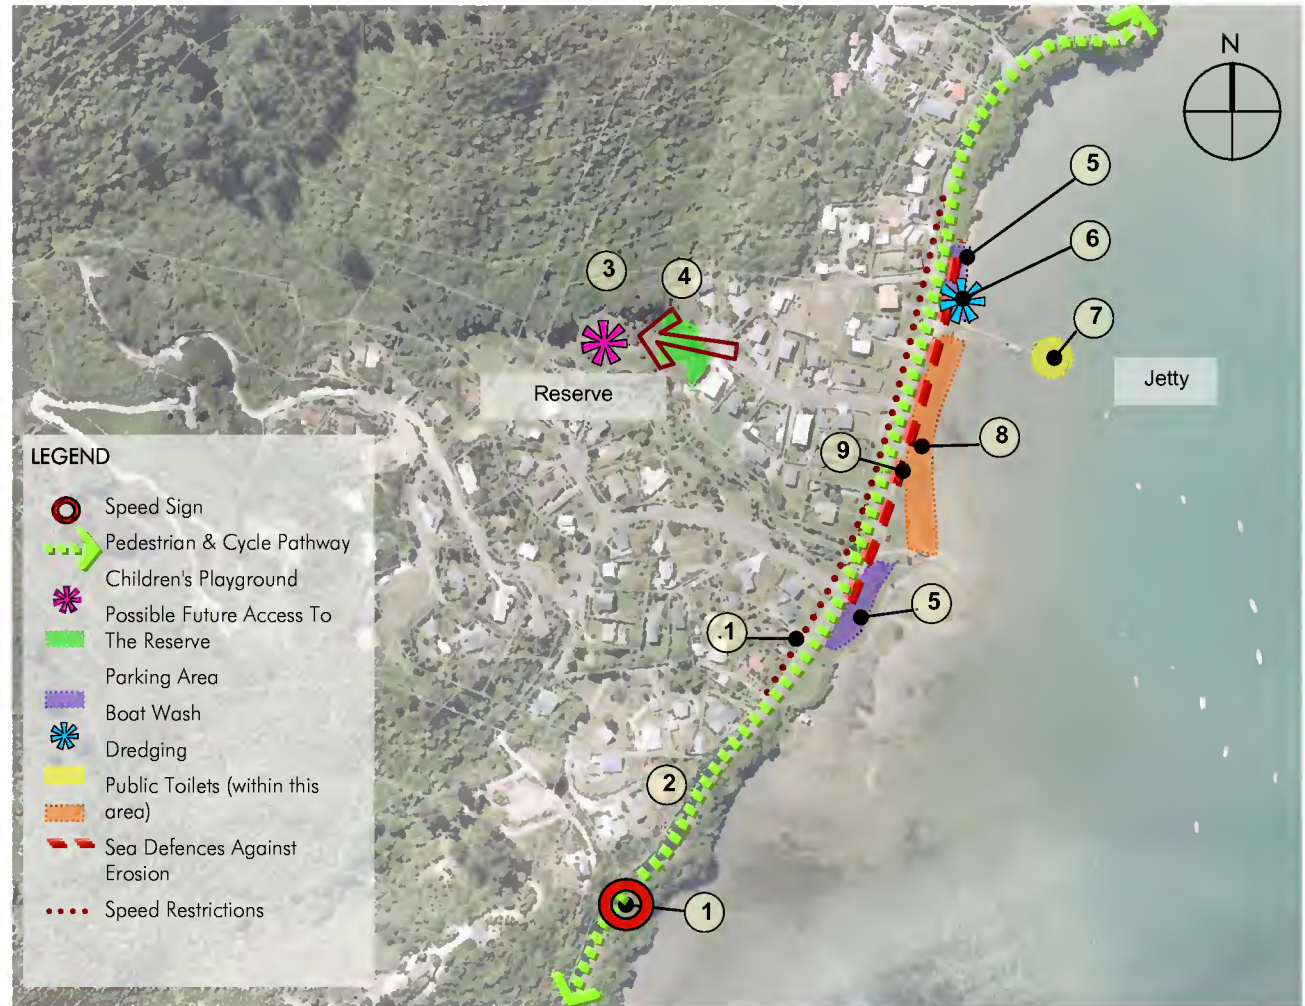 N
5
6
3
4
7
Jetty
Reserve
8
9
LEGEND
Speed Sign
Pedestrian & Cycle Pathway
Children's Playground
Possible Future Access To
The Reserve
Parking Area
Boat Wash
Dredging
Public Toilets (within this
area)
Sea Defences Against
Erosion
Speed Restrictions
5
.1
2
1